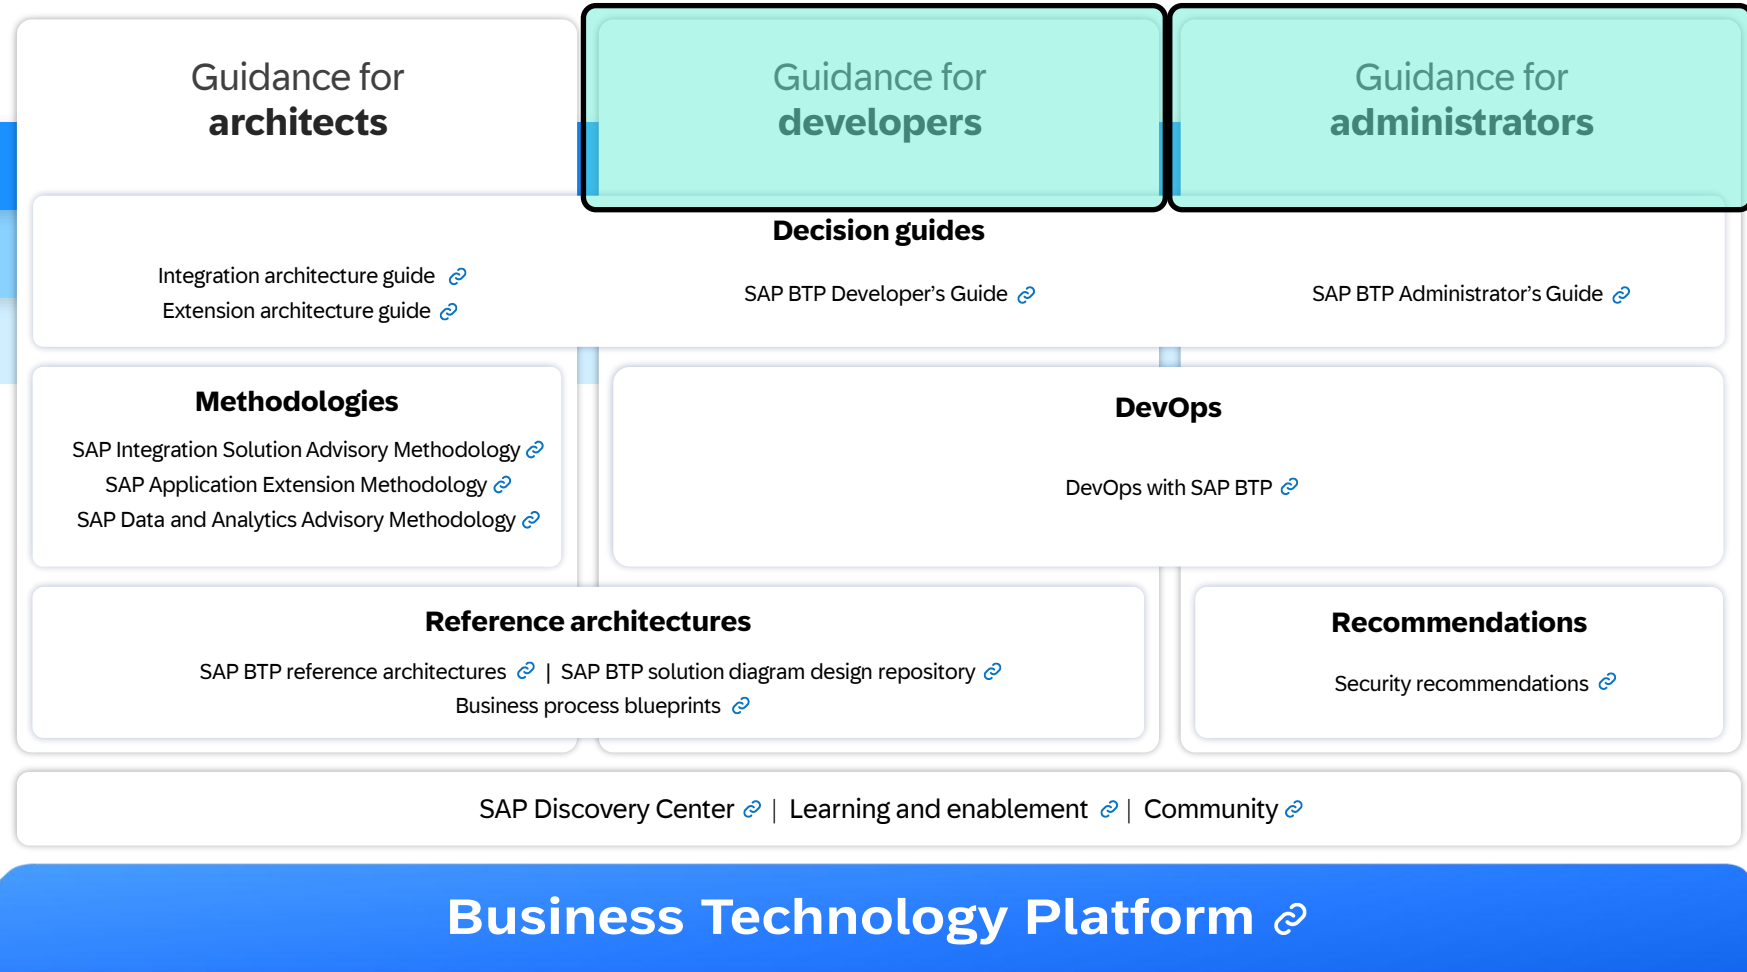 Guidance for
architects
Guidance for
developers
Guidance for
administrators
Decision guides
Integration architecture guide
Extension architecture guide
SAP BTP Developer’s Guide
SAP BTP Administrator’s Guide
Methodologies
SAP Integration Solution Advisory Methodology
SAP Application Extension Methodology
SAP Data and Analytics Advisory Methodology
DevOps
DevOps with SAP BTP
Reference architectures
SAP BTP reference architectures | SAP BTP solution diagram design repository
Business process blueprints
Recommendations
Security recommendations
SAP Discovery Center | Learning and enablement | Community
Business Technology Platform